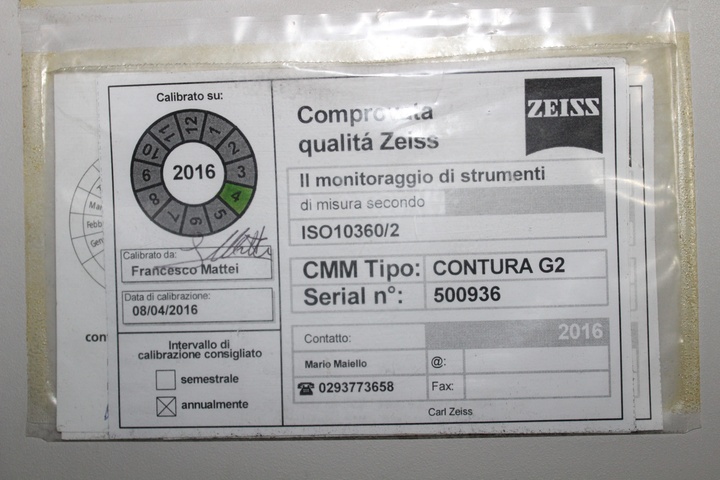 Calibrato su:
12 1 2 3 4 5 6 7 8 9 10 11
2016
Calibrato da:
Francesco Mattei
Data di calibrazione:
08/04/2016
Intervallo di
calibrazione consigliato
semestrale
annualmente
Comprovata
qualitá Zeiss
ZEISS
Il monitoraggio di strumenti
di misura secondo
ISO10360/2
CMM Tipo: CONTURA G2
Serial n°: 500936
Contatto: 2016
Mario Maiello @:
☎ 0293773658 Fax:
Carl Zeiss